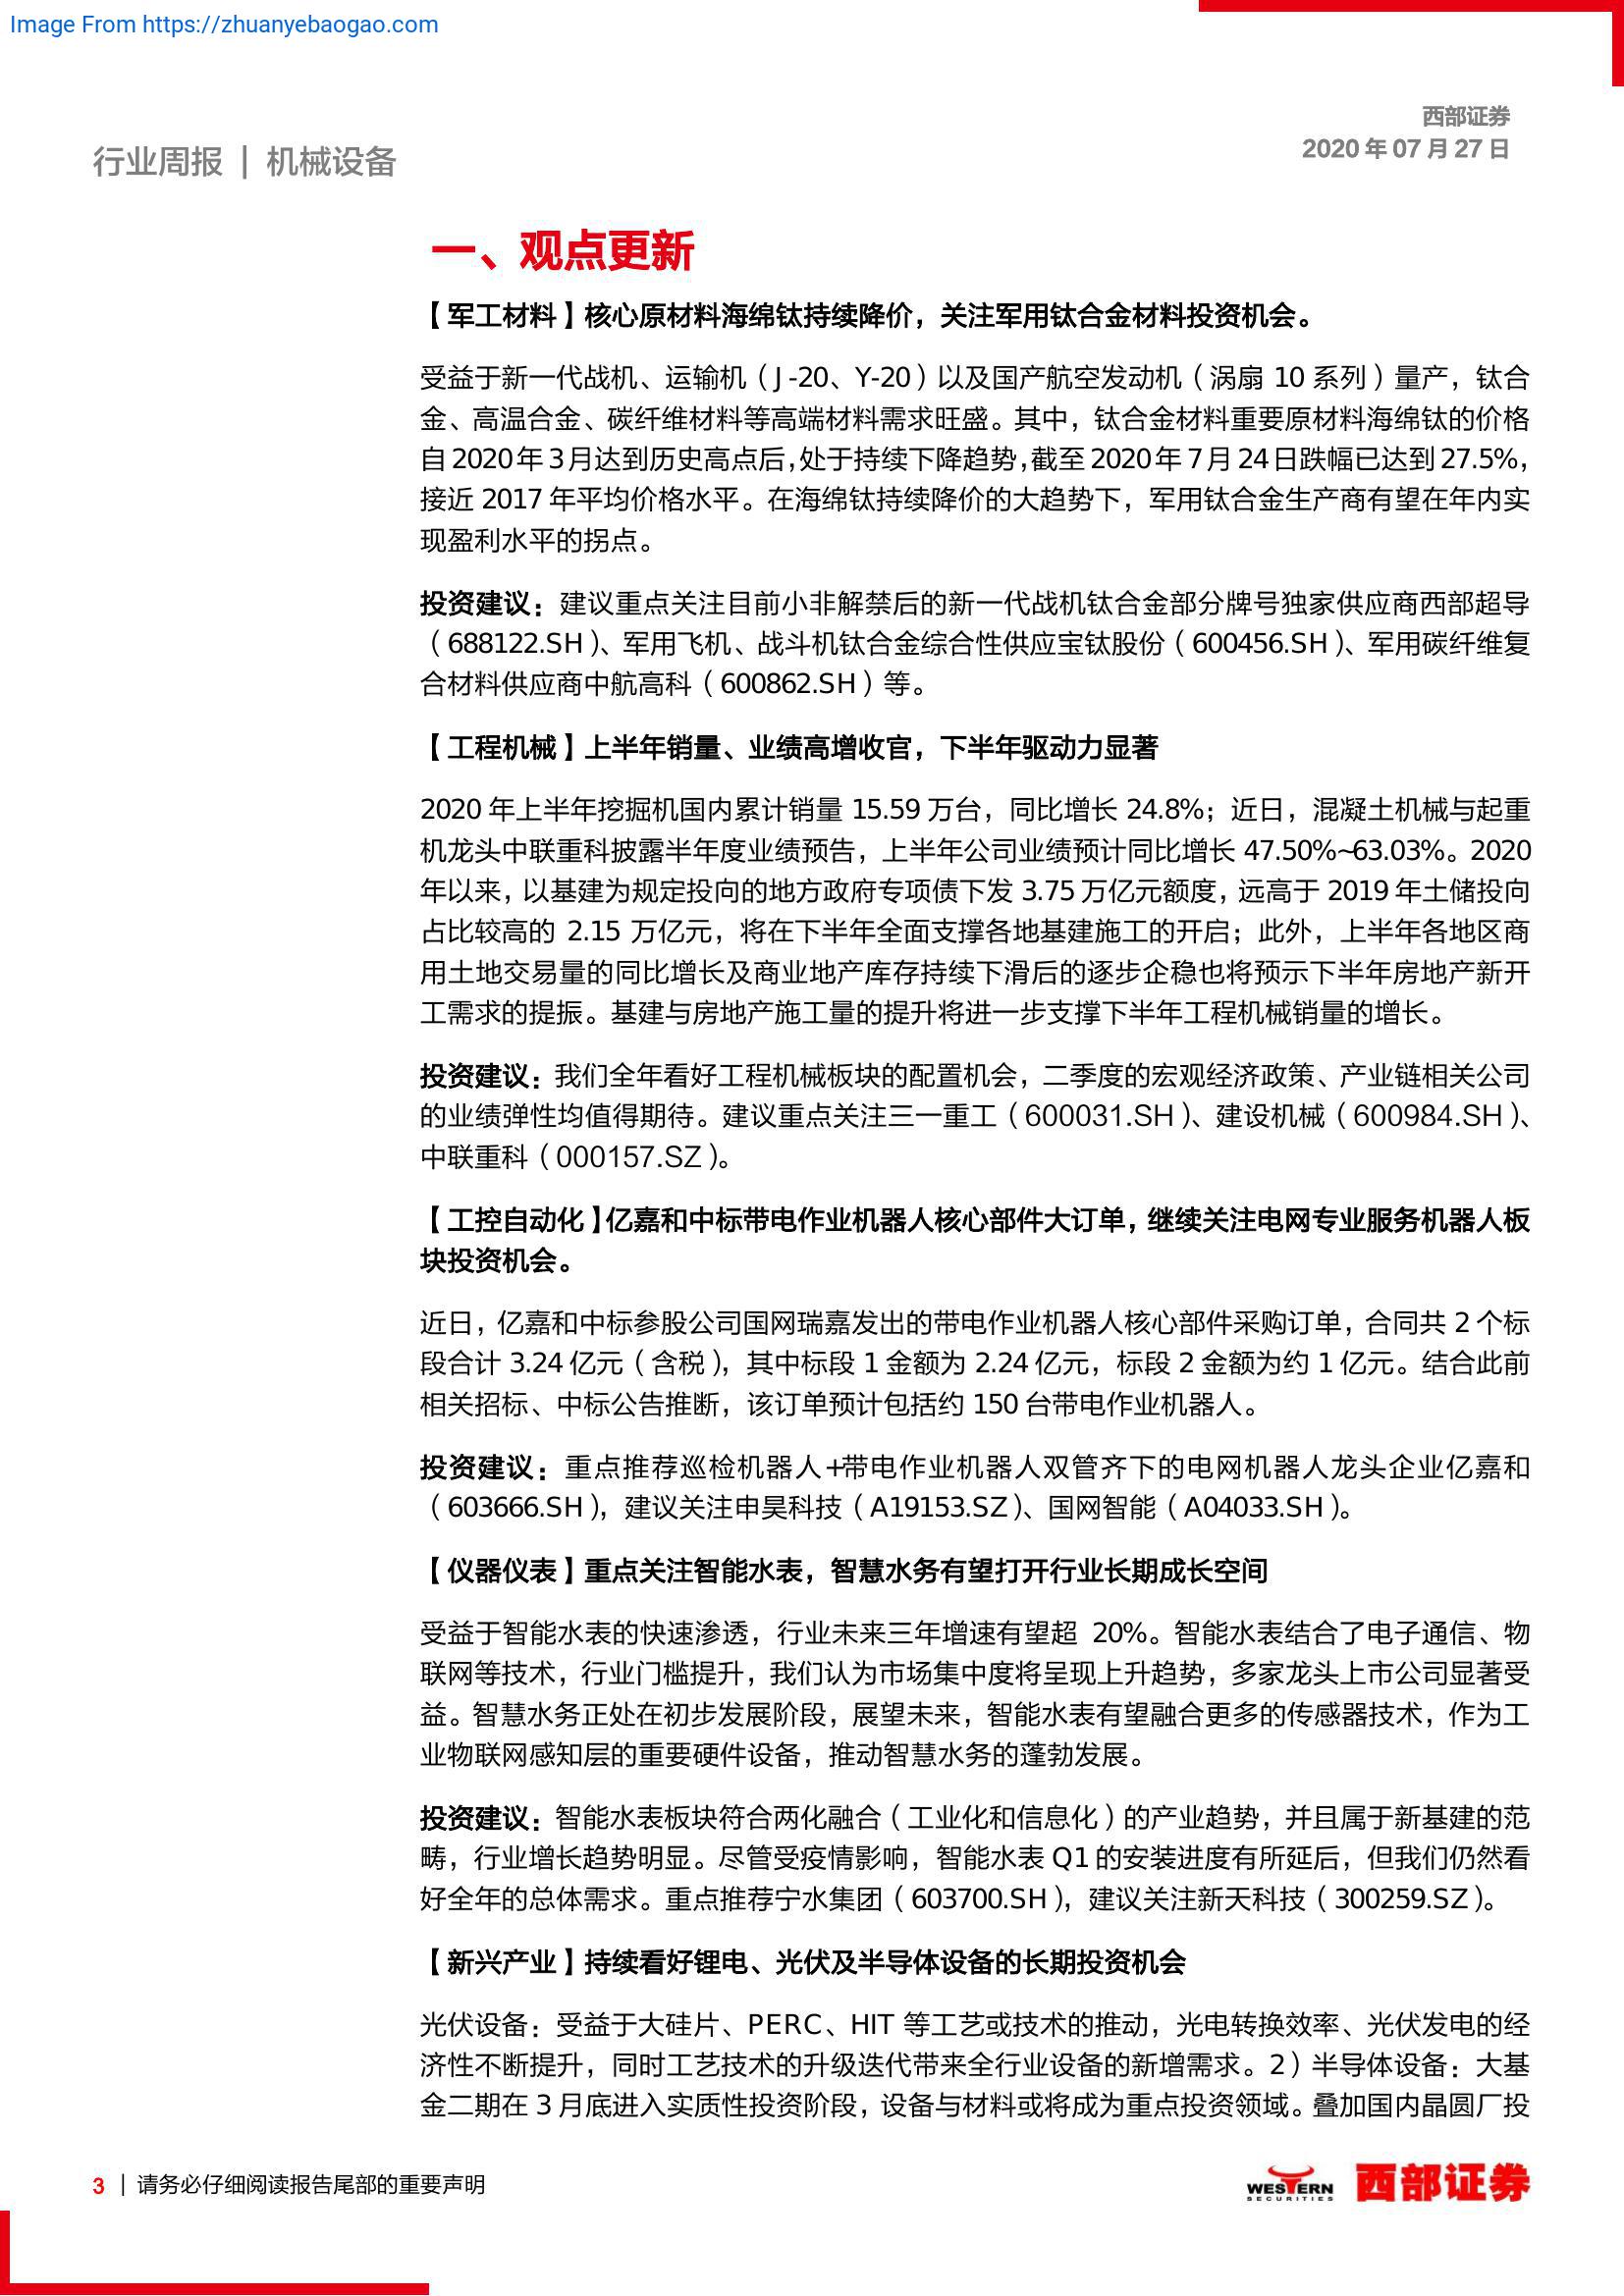 Image From https://zhuanyebaogao.com
西部证券
2020 年 07 月 27 日
行业周报 | 机械设备
一、观点更新
【军工材料】核心原材料海绵钛持续降价，关注军用钛合金材料投资机会。
受益于新一代战机、运输机（J-20、Y-20）以及国产航空发动机（涡扇 10 系列）量产，钛合
金、高温合金、碳纤维材料等高端材料需求旺盛。其中，钛合金材料重要原材料海绵钛的价格
自 2020 年 3 月达到历史高点后，处于持续下降趋势，截至 2020 年 7 月 24 日跌幅已达到 27.5%，
接近 2017 年平均价格水平。在海绵钛持续降价的大趋势下，军用钛合金生产商有望在年内实
现盈利水平的拐点。
投资建议：建议重点关注目前小非解禁后的新一代战机钛合金部分牌号独家供应商西部超导
（688122.SH）、军用飞机、战斗机钛合金综合性供应宝钛股份（600456.SH）、军用碳纤维复
合材料供应商中航高科（600862.SH）等。
【工程机械】上半年销量、业绩高增收官，下半年驱动力显著
2020 年上半年挖掘机国内累计销量 15.59 万台，同比增长 24.8%；近日，混凝土机械与起重
机龙头中联重科披露半年度业绩预告，上半年公司业绩预计同比增长 47.50%~63.03%。2020
年以来，以基建为规定投向的地方政府专项债下发 3.75 万亿元额度，远高于 2019 年土储投向
占比较高的 2.15 万亿元，将在下半年全面支撑各地基建施工的开启；此外，上半年各地区商
用土地交易量的同比增长及商业地产库存持续下滑后的逐步企稳也将预示下半年房地产新开
工需求的提振。基建与房地产施工量的提升将进一步支撑下半年工程机械销量的增长。
投资建议：我们全年看好工程机械板块的配置机会，二季度的宏观经济政策、产业链相关公司
的业绩弹性均值得期待。建议重点关注三一重工（600031.SH）、建设机械（600984.SH）、
中联重科（000157.SZ）。
【工控自动化】亿嘉和中标带电作业机器人核心部件大订单，继续关注电网专业服务机器人板
块投资机会。
近日，亿嘉和中标参股公司国网瑞嘉发出的带电作业机器人核心部件采购订单，合同共 2 个标
段合计 3.24 亿元（含税），其中标段 1 金额为 2.24 亿元，标段 2 金额为约 1 亿元。结合此前
相关招标、中标公告推断，该订单预计包括约 150 台带电作业机器人。
投资建议：重点推荐巡检机器人+带电作业机器人双管齐下的电网机器人龙头企业亿嘉和
（603666.SH），建议关注申昊科技（A19153.SZ）、国网智能（A04033.SH）。
【仪器仪表】重点关注智能水表，智慧水务有望打开行业长期成长空间
受益于智能水表的快速渗透，行业未来三年增速有望超 20%。智能水表结合了电子通信、物
联网等技术，行业门槛提升，我们认为市场集中度将呈现上升趋势，多家龙头上市公司显著受
益。智慧水务正处在初步发展阶段，展望未来，智能水表有望融合更多的传感器技术，作为工
业物联网感知层的重要硬件设备，推动智慧水务的蓬勃发展。
投资建议：智能水表板块符合两化融合（工业化和信息化）的产业趋势，并且属于新基建的范
畴，行业增长趋势明显。尽管受疫情影响，智能水表 Q1 的安装进度有所延后，但我们仍然看
好全年的总体需求。重点推荐宁水集团（603700.SH），建议关注新天科技（300259.SZ）。
【新兴产业】持续看好锂电、光伏及半导体设备的长期投资机会
光伏设备：受益于大硅片、PERC、HIT 等工艺或技术的推动，光电转换效率、光伏发电的经
济性不断提升，同时工艺技术的升级迭代带来全行业设备的新增需求。2）半导体设备：大基
金二期在 3 月底进入实质性投资阶段，设备与材料或将成为重点投资领域。叠加国内晶圆厂投
3 | 请务必仔细阅读报告尾部的重要声明
WESTERN
SECURITIES
西部证券